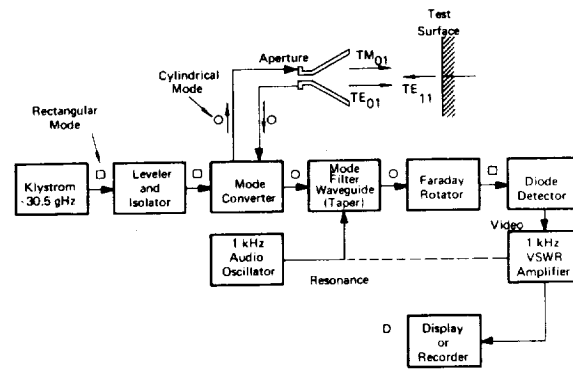 Test
Surface
TM01
Aperture
Cylindrical
Mode
TE01
TE11
Rectangular
Mode
Klystrom
-30.5 gHz
Leveler
and
Isolator
Mode
Converter
Mode
Filter
Waveguide
(Taper)
Faraday
Rotator
Diode
Detector
Video
1 kHz
Audio
Oscillator
Resonance
1 kHz
VSWR
Amplifier
D
Display
or
Recorder